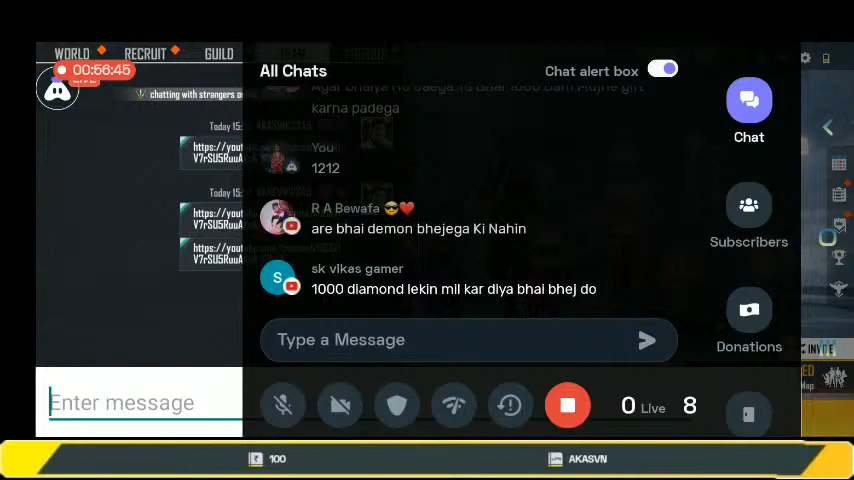 WORLD
RECRUIT
GUILD
00:56:45
All Chats
Chat alert box
chatting with strangers
Today 15:
https://yout
V7rSU5RuuA
Today 15:
https://yout
V7rSU5RuuA
https://yout
V7rSU5RuuA
karna padega
You
1212
R A Bewafa 😎❤️
are bhai demon bhejega Ki Nahin
S
sk vikas gamer
1000 diamond lekin mil kar diya bhai bhej do
Type a Message
Enter message
0 Live 8
Chat
Subscribers
Donations
INVITE
Map
100
AKASVN